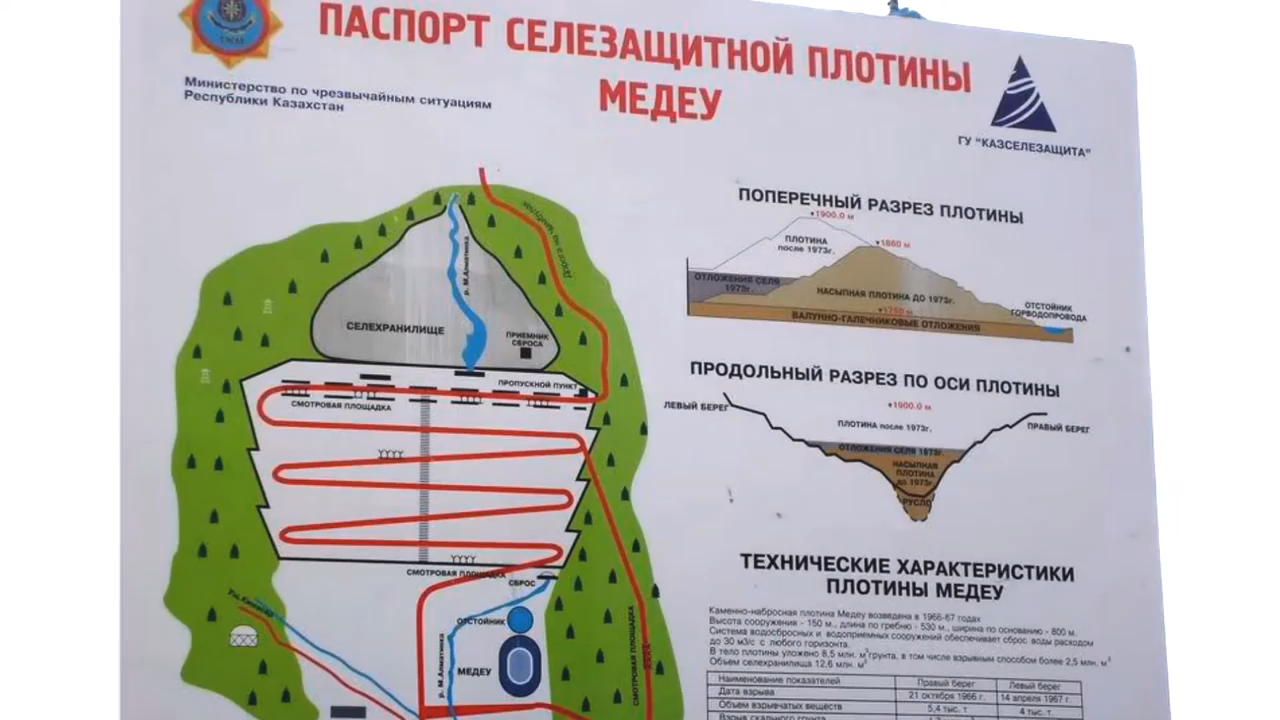 ПАСПОРТ СЕЛЕЗАЩИТНОЙ ПЛОТИНЫ
МЕДЕУ
Министерство по чрезвычайным ситуациям
Республики Казахстан
ГУ "КАЗСЕЛЕЗАЩИТА"
р. М.Алматинка
СЕЛЕХРАНИЛИЩЕ
ПРИЕМНИК
СБРОСА
ПРОПУСКНОЙ ПУНКТ
СМОТРОВАЯ ПЛОЩАДКА
СМОТРОВАЯ ПЛОЩАДКА
СБРОС
ОТСТОЙНИК
МЕДЕУ
р. М.Алматинка
СМОТРОВАЯ ПЛОЩАДКА
ПОПЕРЕЧНЫЙ РАЗРЕЗ ПЛОТИНЫ
1900.0 м
ПЛОТИНА
после 1973г.
1860 м
ОТЛОЖЕНИЯ СЕЛЯ
1973г.
НАСЫПНАЯ ПЛОТИНА ДО 1973г.
ОТСТОЙНИК
ГОРВОДОПРОВОДА
1750 м
ВАЛУННО-ГАЛЕЧНИКОВЫЕ ОТЛОЖЕНИЯ
ПРОДОЛЬНЫЙ РАЗРЕЗ ПО ОСИ ПЛОТИНЫ
ЛЕВЫЙ БЕРЕГ
1900.0 м
ПРАВЫЙ БЕРЕГ
ПЛОТИНА после 1973г.
ОТЛОЖЕНИЯ СЕЛЯ 1973г.
НАСЫПНАЯ
ПЛОТИНА
до 1973г.
РУСЛО
ТЕХНИЧЕСКИЕ ХАРАКТЕРИСТИКИ
ПЛОТИНЫ МЕДЕУ
Каменно-набросная плотина Медеу возведена в 1966-67 годах
Высота сооружения - 150 м., длина по гребню - 530 м., ширина по основанию - 800 м.
Система водосбросных и водоприемных сооружений обеспечивает сброс воды расходом
до 30 м3/с с любого горизонта.
В тело плотины уложено 8,5 млн. м³ грунта, в том числе взрывным способом более 2,5 млн. м³
Объем селехранилища 12,6 млн. м³
Наименование показателей Правый берег Левый берег
Дата взрыва 21 октября 1966 г. 14 апреля 1967 г.
Объем взрывчатых веществ 5,4 тыс. т 4 тыс. т.
Взрыв скального грунта